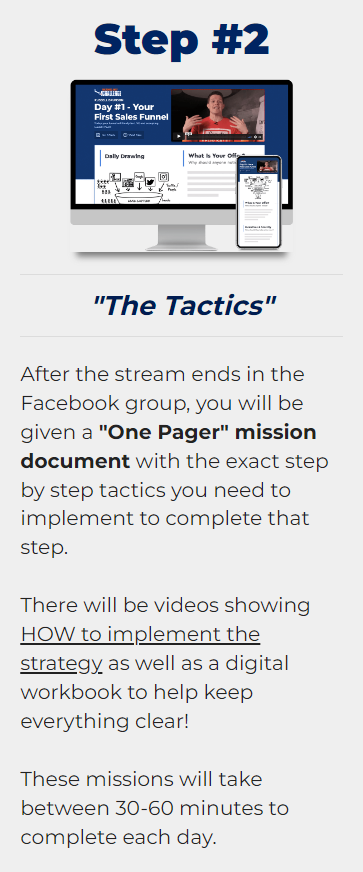 Step #2
CHALLENGE
Day #1 - Your
First Sales Funnel
Daily Drawing
What Is Your Offer?
"The Tactics"
After the stream ends in the
Facebook group, you will be
given a "One Pager" mission
document with the exact step
by step tactics you need to
implement to complete that
step.
There will be videos showing
HOW to implement the
strategy as well as a digital
workbook to help keep
everything clear!
These missions will take
between 30-60 minutes to
complete each day.